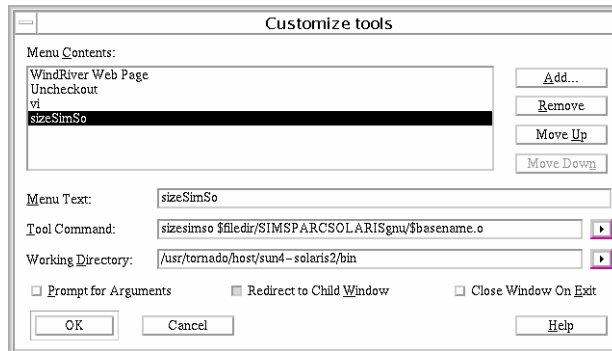 Customize tools
Menu Contents:
WindRiver Web Page
Uncheckout
vi
sizeSimSo
Add...
Remove
Move Up
Move Down
Menu Text:
sizeSimSo
Tool Command:
sizesimso $filedir/SIMSPARCSOLARISgnu/$basename.o
Working Directory:
/usr/tornado/host/sun4-solaris2/bin
Prompt for Arguments
Redirect to Child Window
Close Window On Exit
OK
Cancel
Help